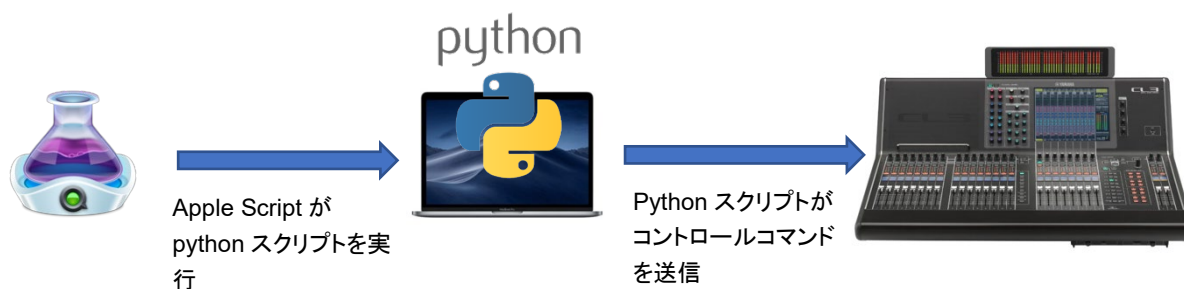 python
CL3
Apple Script が
python スクリプトを実
行
Python スクリプトが
コントロールコマンド
を送信